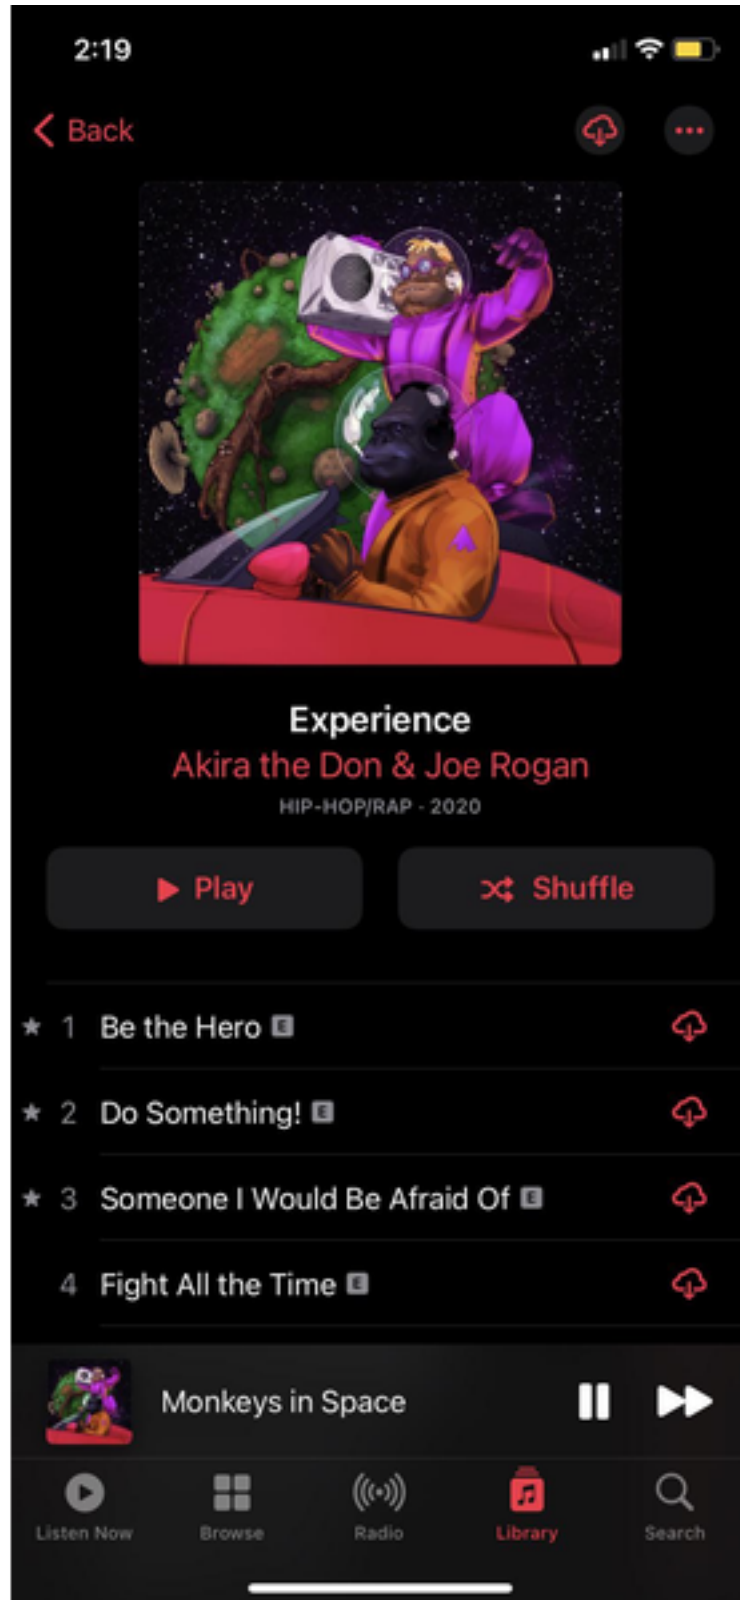 2:19
Back
Experience
Akira the Don & Joe Rogan
HIP-HOP/RAP · 2020
Play
Shuffle
1 Be the Hero E
2 Do Something! E
3 Someone I Would Be Afraid Of E
4 Fight All the Time E
Monkeys in Space
Listen Now Browse Radio Library Search